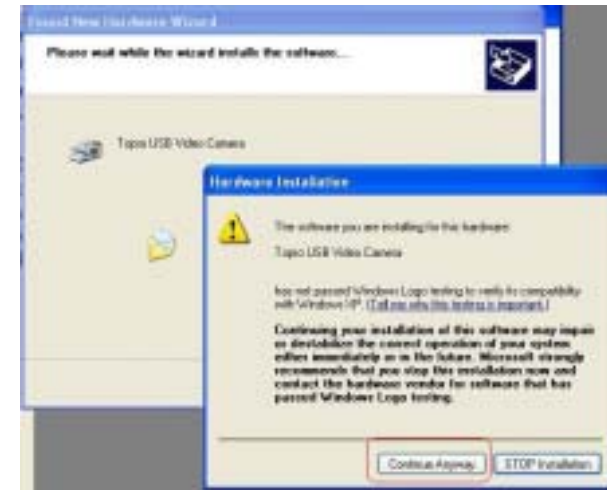 Found New Hardware Wizard
Please wait while the wizard installs the software...
USB Video Camera
Hardware Installation
The software you are installing for this hardware:
USB Video Camera
has not passed Windows Logo testing to verify its compatibility
with Windows XP. (Tell me why this testing is important.)
Continuing your installation of this software may impair
or destabilize the correct operation of your system
either immediately or in the future. Microsoft strongly
recommends that you stop this installation now and
contact the hardware vendor for software that has
passed Windows Logo testing.
Continue Anyway
STOP Installation